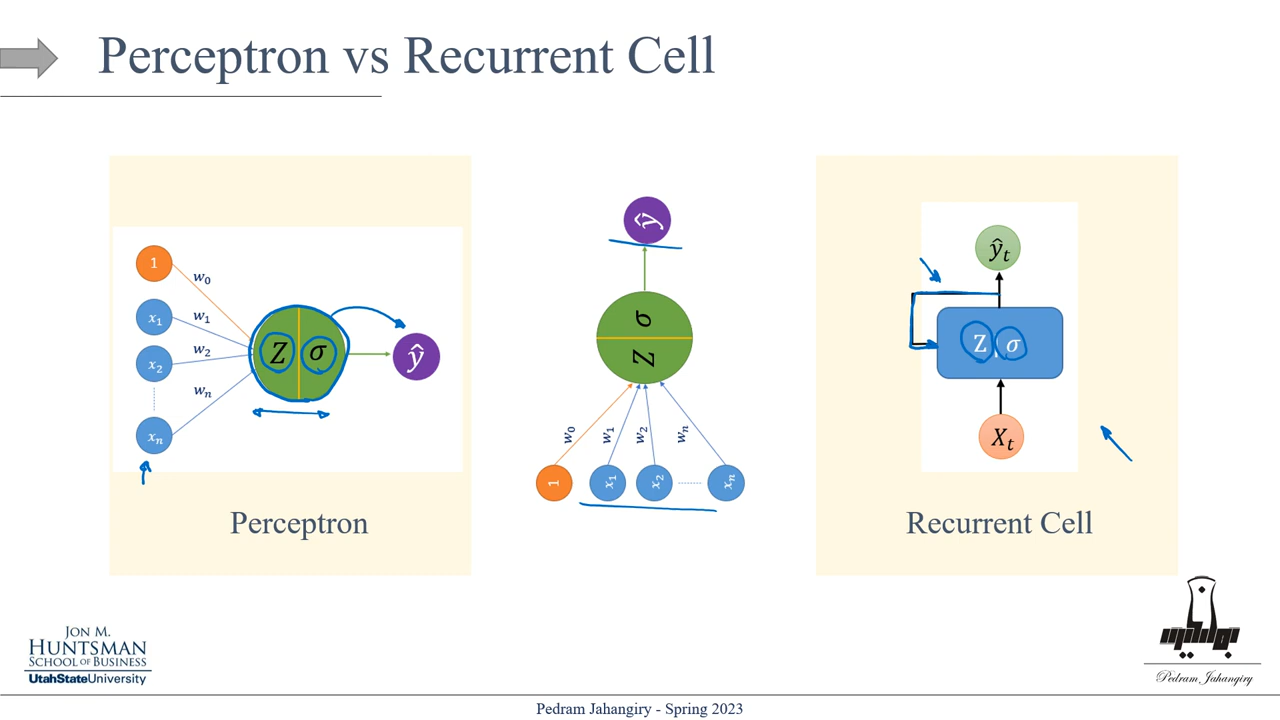 Perceptron vs Recurrent Cell
1
x₁
x₂
xₙ
w₀
w₁
w₂
wₙ
Z σ
ŷ
Perceptron
ŷ
σ
Z
w₀ w₁ w₂ wₙ
1 x₁ x₂ xₙ
ŷₜ
Z σ
Xₜ
Recurrent Cell
JON M.
HUNTSMAN
SCHOOL OF BUSINESS
UtahStateUniversity
Pedram Jahangiry
Pedram Jahangiry - Spring 2023